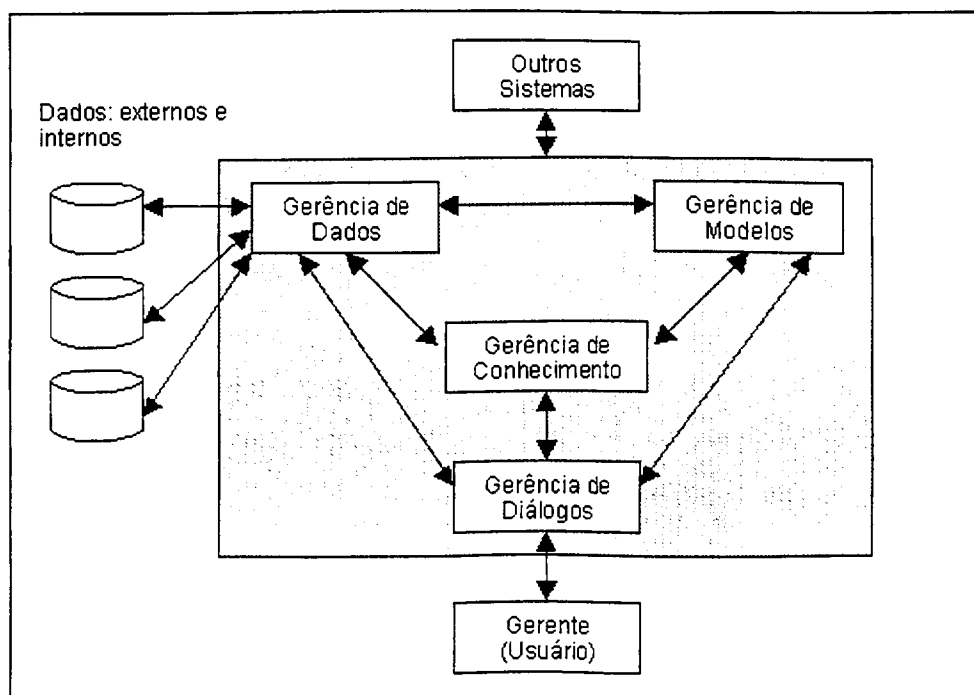 Outros
Sistemas
Dados: externos e
internos
Gerência de
Dados
Gerência de
Modelos
Gerência de
Conhecimento
Gerência de
Diálogos
Gerente
(Usuário)